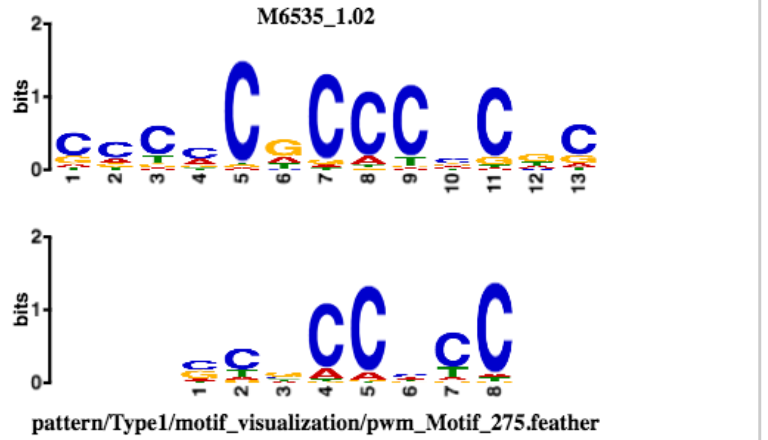 M6535_1.02
2
bits
1
0
C C C C C G C C C C C G C
G A T A A A G A T G G G
1 2 3 4 5 6 7 8 9 10 11 12 13
2
bits
1
0
C C C C C C
G T A A T
1 2 3 4 5 6 7 8
pattern/Type1/motif_visualization/pwm_Motif_275.feather